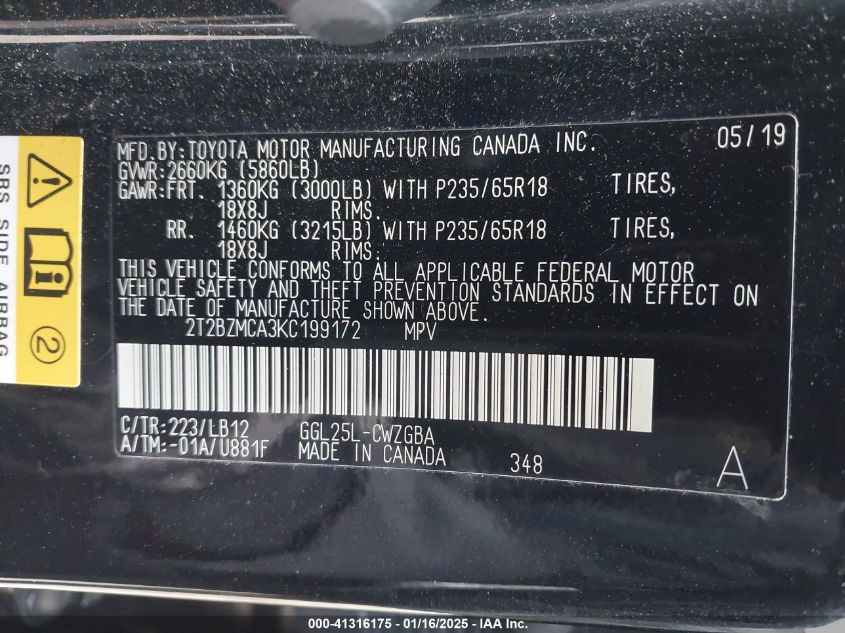 MFD.BY:TOYOTA MOTOR MANUFACTURING CANADA INC. 05/19
GVWR:2660KG (5860LB)
GAWR:FRT. 1360KG (3000LB) WITH P235/65R18 TIRES,
18X8J RIMS.
RR. 1460KG (3215LB) WITH P235/65R18 TIRES,
18X8J RIMS.
THIS VEHICLE CONFORMS TO ALL APPLICABLE FEDERAL MOTOR
VEHICLE SAFETY AND THEFT PREVENTION STANDARDS IN EFFECT ON
THE DATE OF MANUFACTURE SHOWN ABOVE.
2T2BZMCA3KC199172 MPV
C/TR:223/LB12 GGL25L-CWZGBA
A/TM:-01A/U881F MADE IN CANADA 348 A
SRS SIDE AIRBAG
2
000-41316175 - 01/16/2025 - IAA Inc.